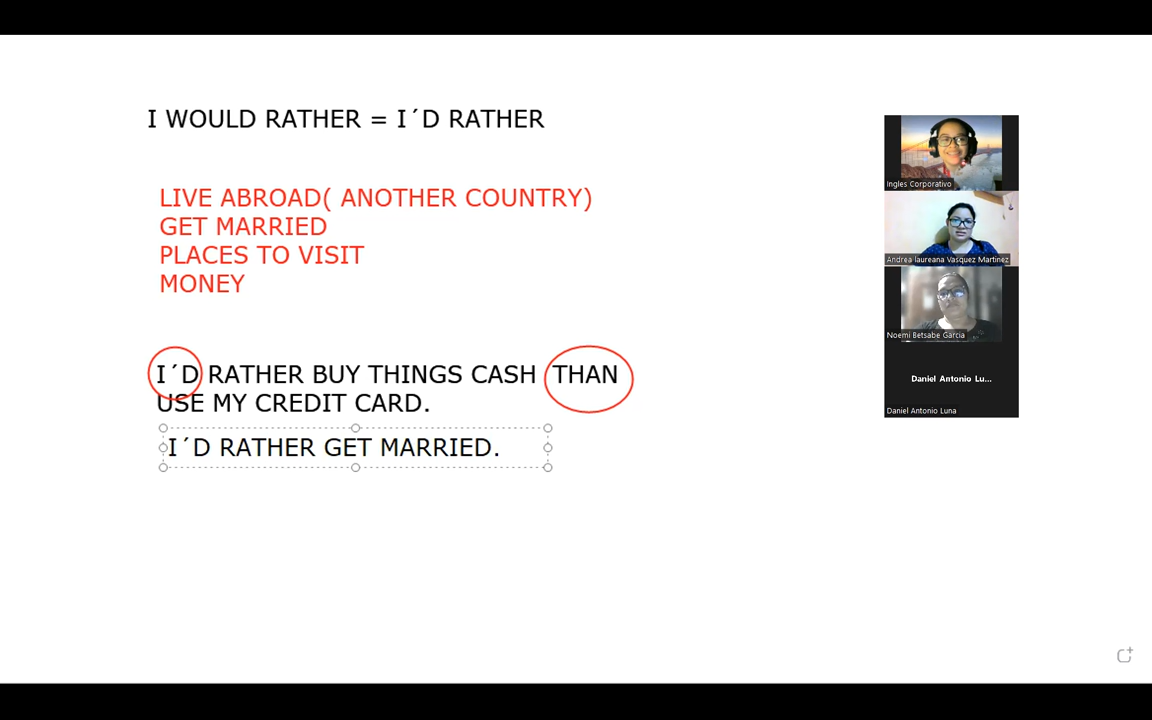 I WOULD RATHER = I´D RATHER
LIVE ABROAD( ANOTHER COUNTRY)
GET MARRIED
PLACES TO VISIT
MONEY
I´D RATHER BUY THINGS CASH THAN
USE MY CREDIT CARD.
I´D RATHER GET MARRIED.
Ingles Corporativo
Andrea laureana Vasquez Martinez
Noemi Betsabe Garcia
Daniel Antonio Lu...
Daniel Antonio Luna